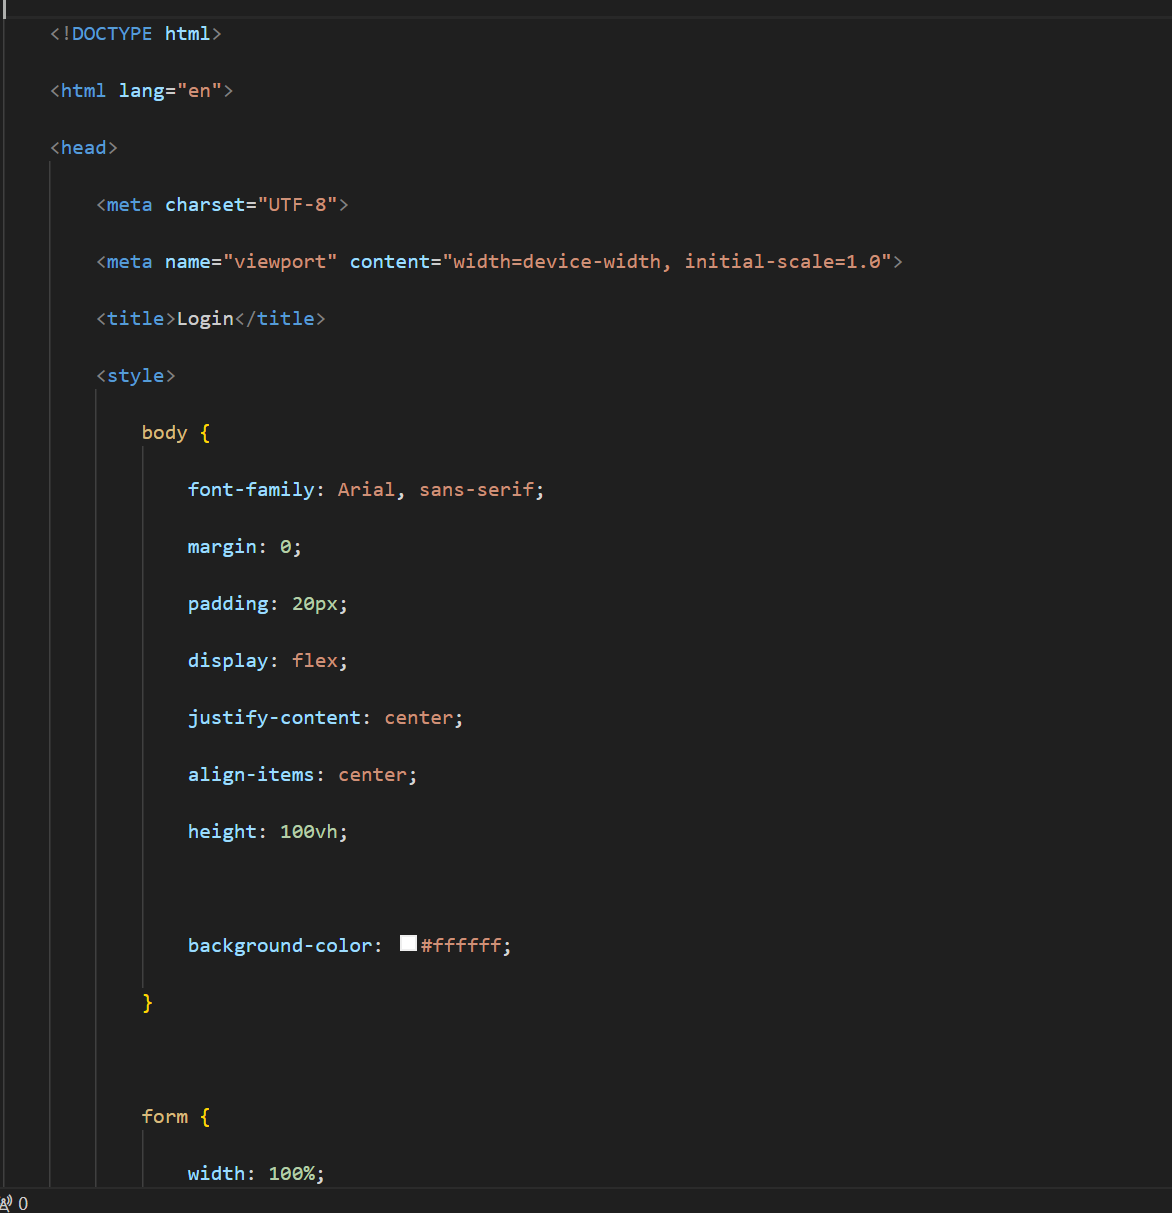 <!DOCTYPE html>
<html lang="en">
<head>
<meta charset="UTF-8">
<meta name="viewport" content="width=device-width, initial-scale=1.0">
<title>Login</title>
<style>
body {
font-family: Arial, sans-serif;
margin: 0;
padding: 20px;
display: flex;
justify-content: center;
align-items: center;
height: 100vh;
background-color: #ffffff;
}
form {
width: 100%;
0